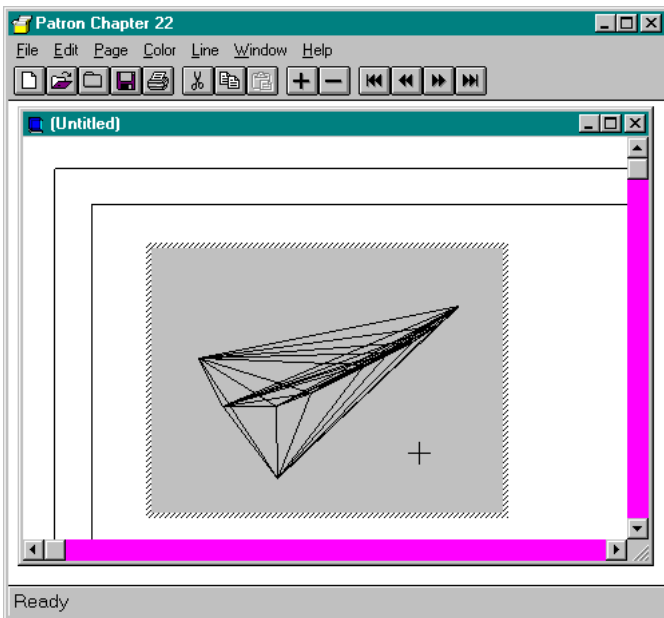 Patron Chapter 22
File Edit Page Color Line Window Help
(Untitled)
Ready